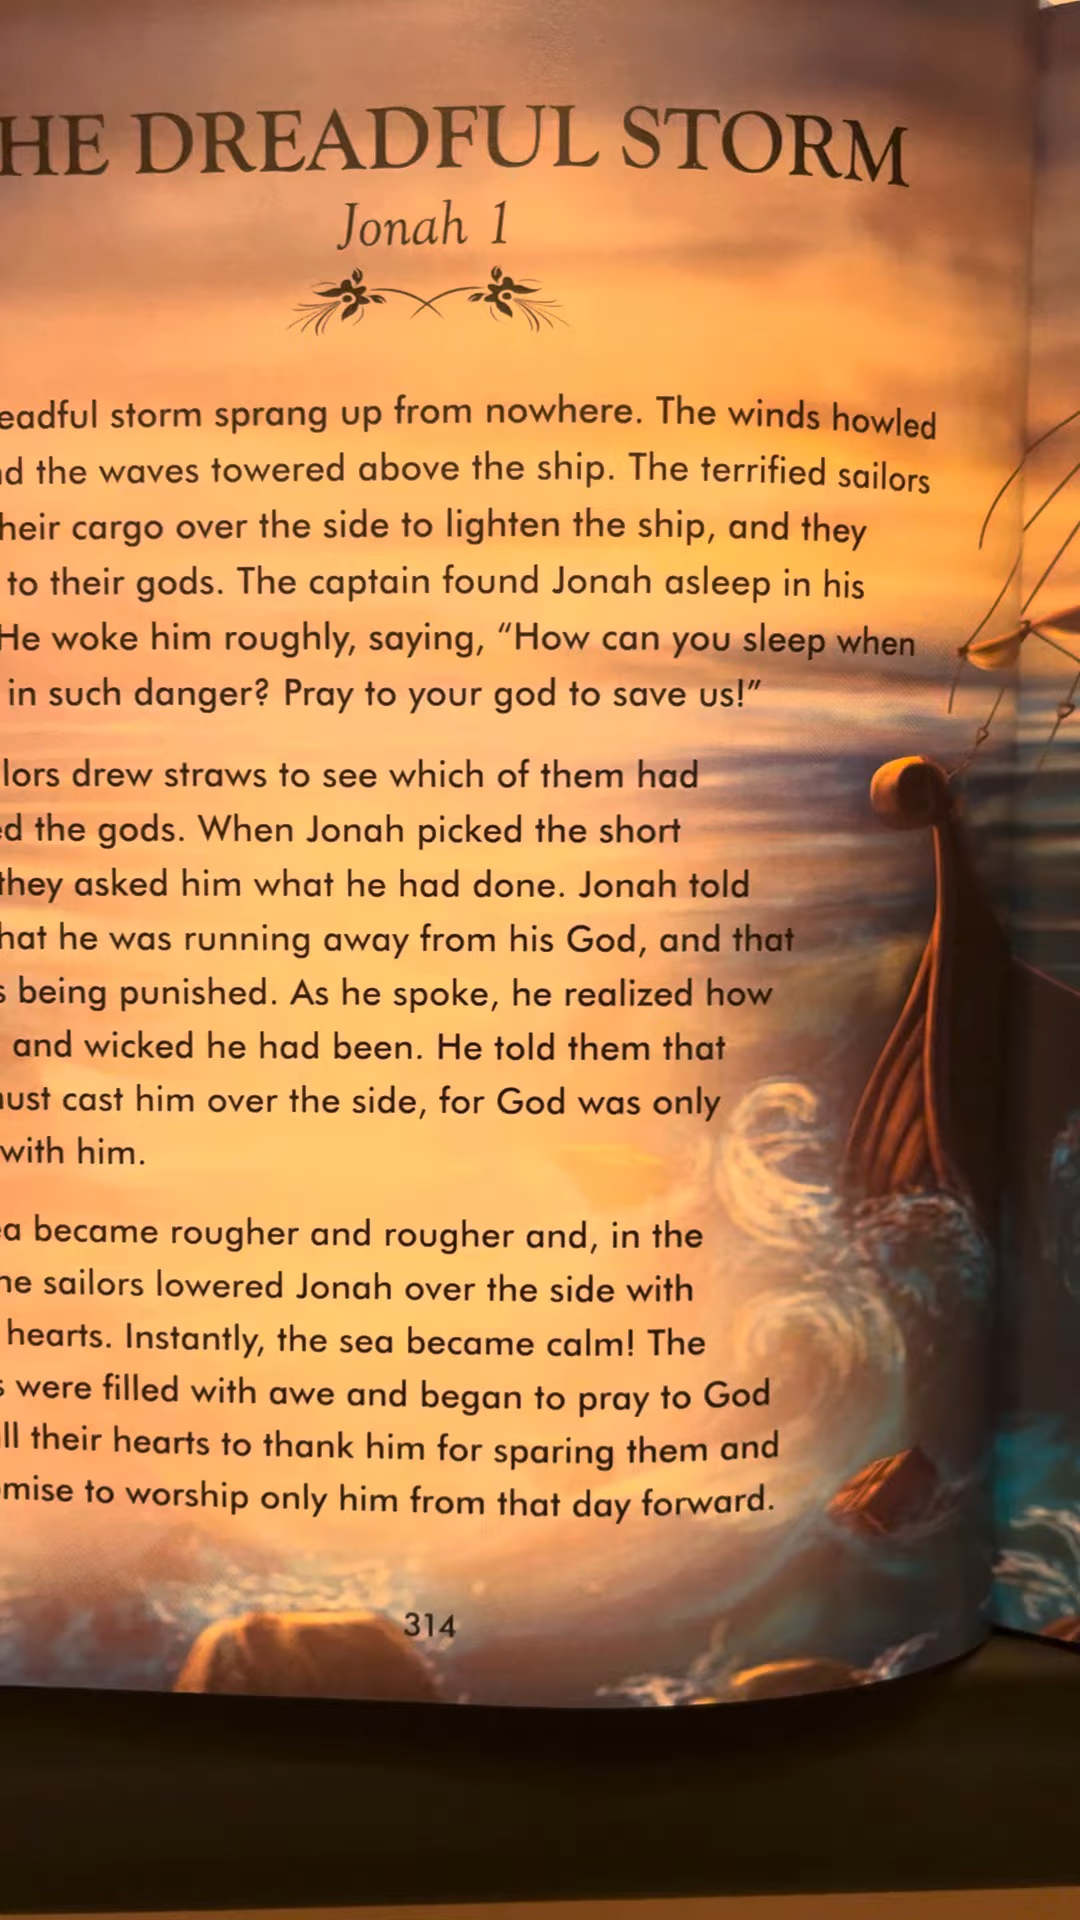 HE DREADFUL STORM
Jonah 1
eadful storm sprang up from nowhere. The winds howled
d the waves towered above the ship. The terrified sailors
heir cargo over the side to lighten the ship, and they
to their gods. The captain found Jonah asleep in his
He woke him roughly, saying, “How can you sleep when
in such danger? Pray to your god to save us!”
lors drew straws to see which of them had
ed the gods. When Jonah picked the short
they asked him what he had done. Jonah told
hat he was running away from his God, and that
s being punished. As he spoke, he realized how
and wicked he had been. He told them that
ust cast him over the side, for God was only
with him.
ea became rougher and rougher and, in the
he sailors lowered Jonah over the side with
hearts. Instantly, the sea became calm! The
s were filled with awe and began to pray to God
ll their hearts to thank him for sparing them and
mise to worship only him from that day forward.
314